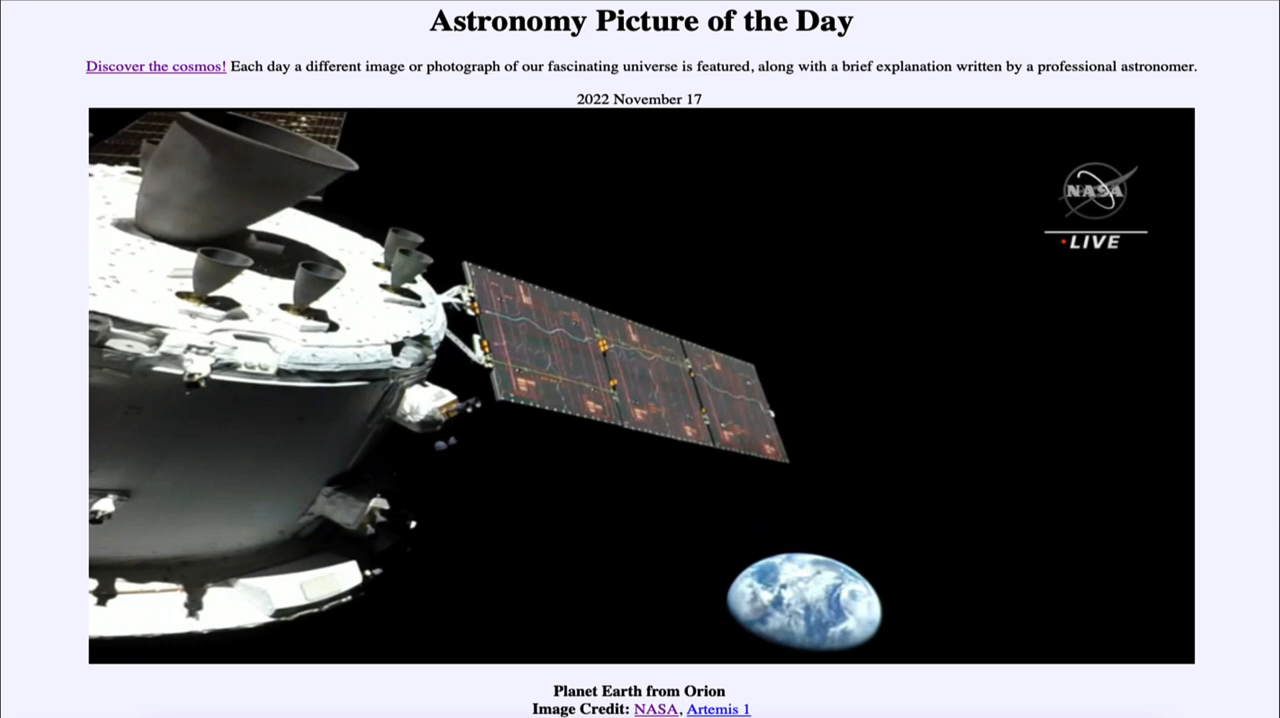 Astronomy Picture of the Day
Discover the cosmos! Each day a different image or photograph of our fascinating universe is featured, along with a brief explanation written by a professional astronomer.
2022 November 17
NASA
LIVE
Planet Earth from Orion
Image Credit: NASA, Artemis 1